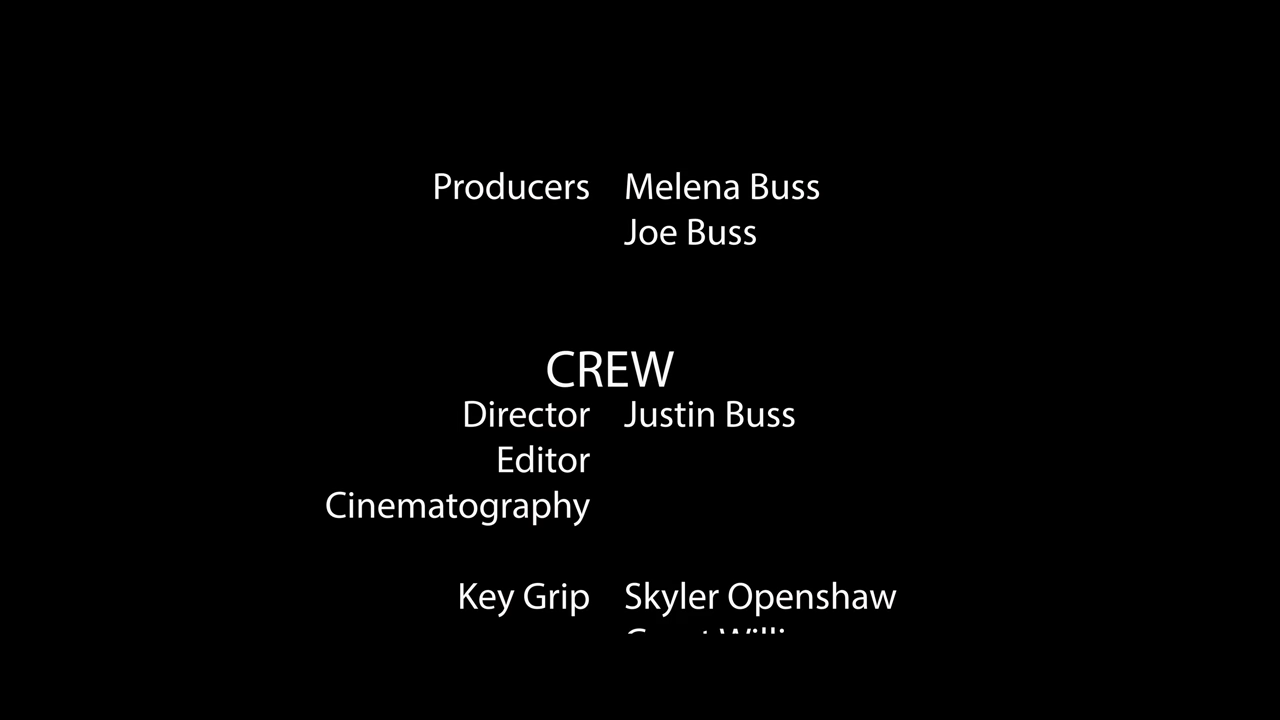 Producers Melena Buss
Joe Buss
CREW
Director Justin Buss
Editor
Cinematography
Key Grip Skyler Openshaw